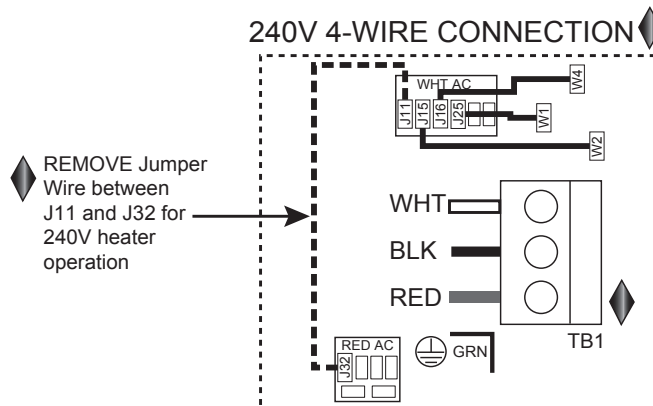 240V 4-WIRE CONNECTION
WHT AC
J11
J15
J16
J25
W4
W1
W2
REMOVE Jumper
Wire between
J11 and J32 for
240V heater
operation
WHT
BLK
RED
TB1
RED AC
J32
GRN